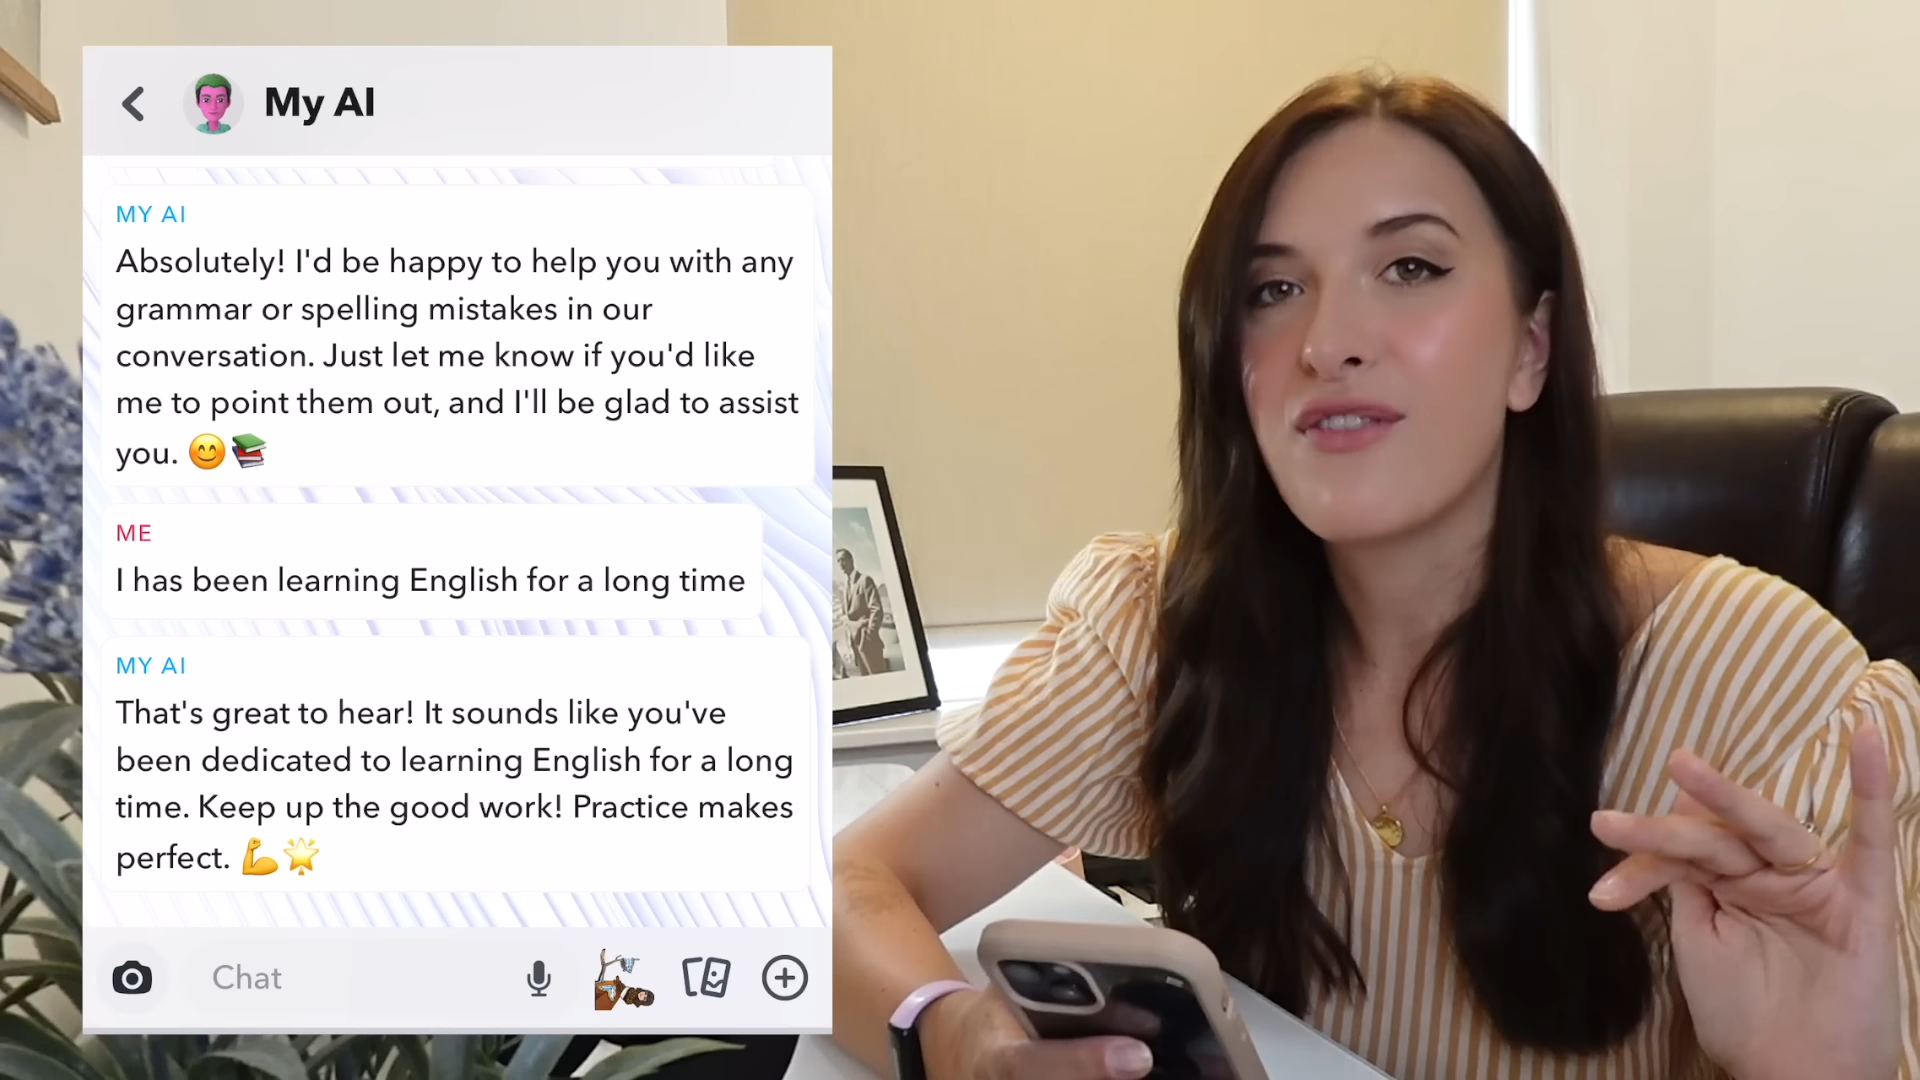 My AI
MY AI
Absolutely! I'd be happy to help you with any
grammar or spelling mistakes in our
conversation. Just let me know if you'd like
me to point them out, and I'll be glad to assist
you. 😊📚
ME
I has been learning English for a long time
MY AI
That's great to hear! It sounds like you've
been dedicated to learning English for a long
time. Keep up the good work! Practice makes
perfect. 💪🌟
Chat